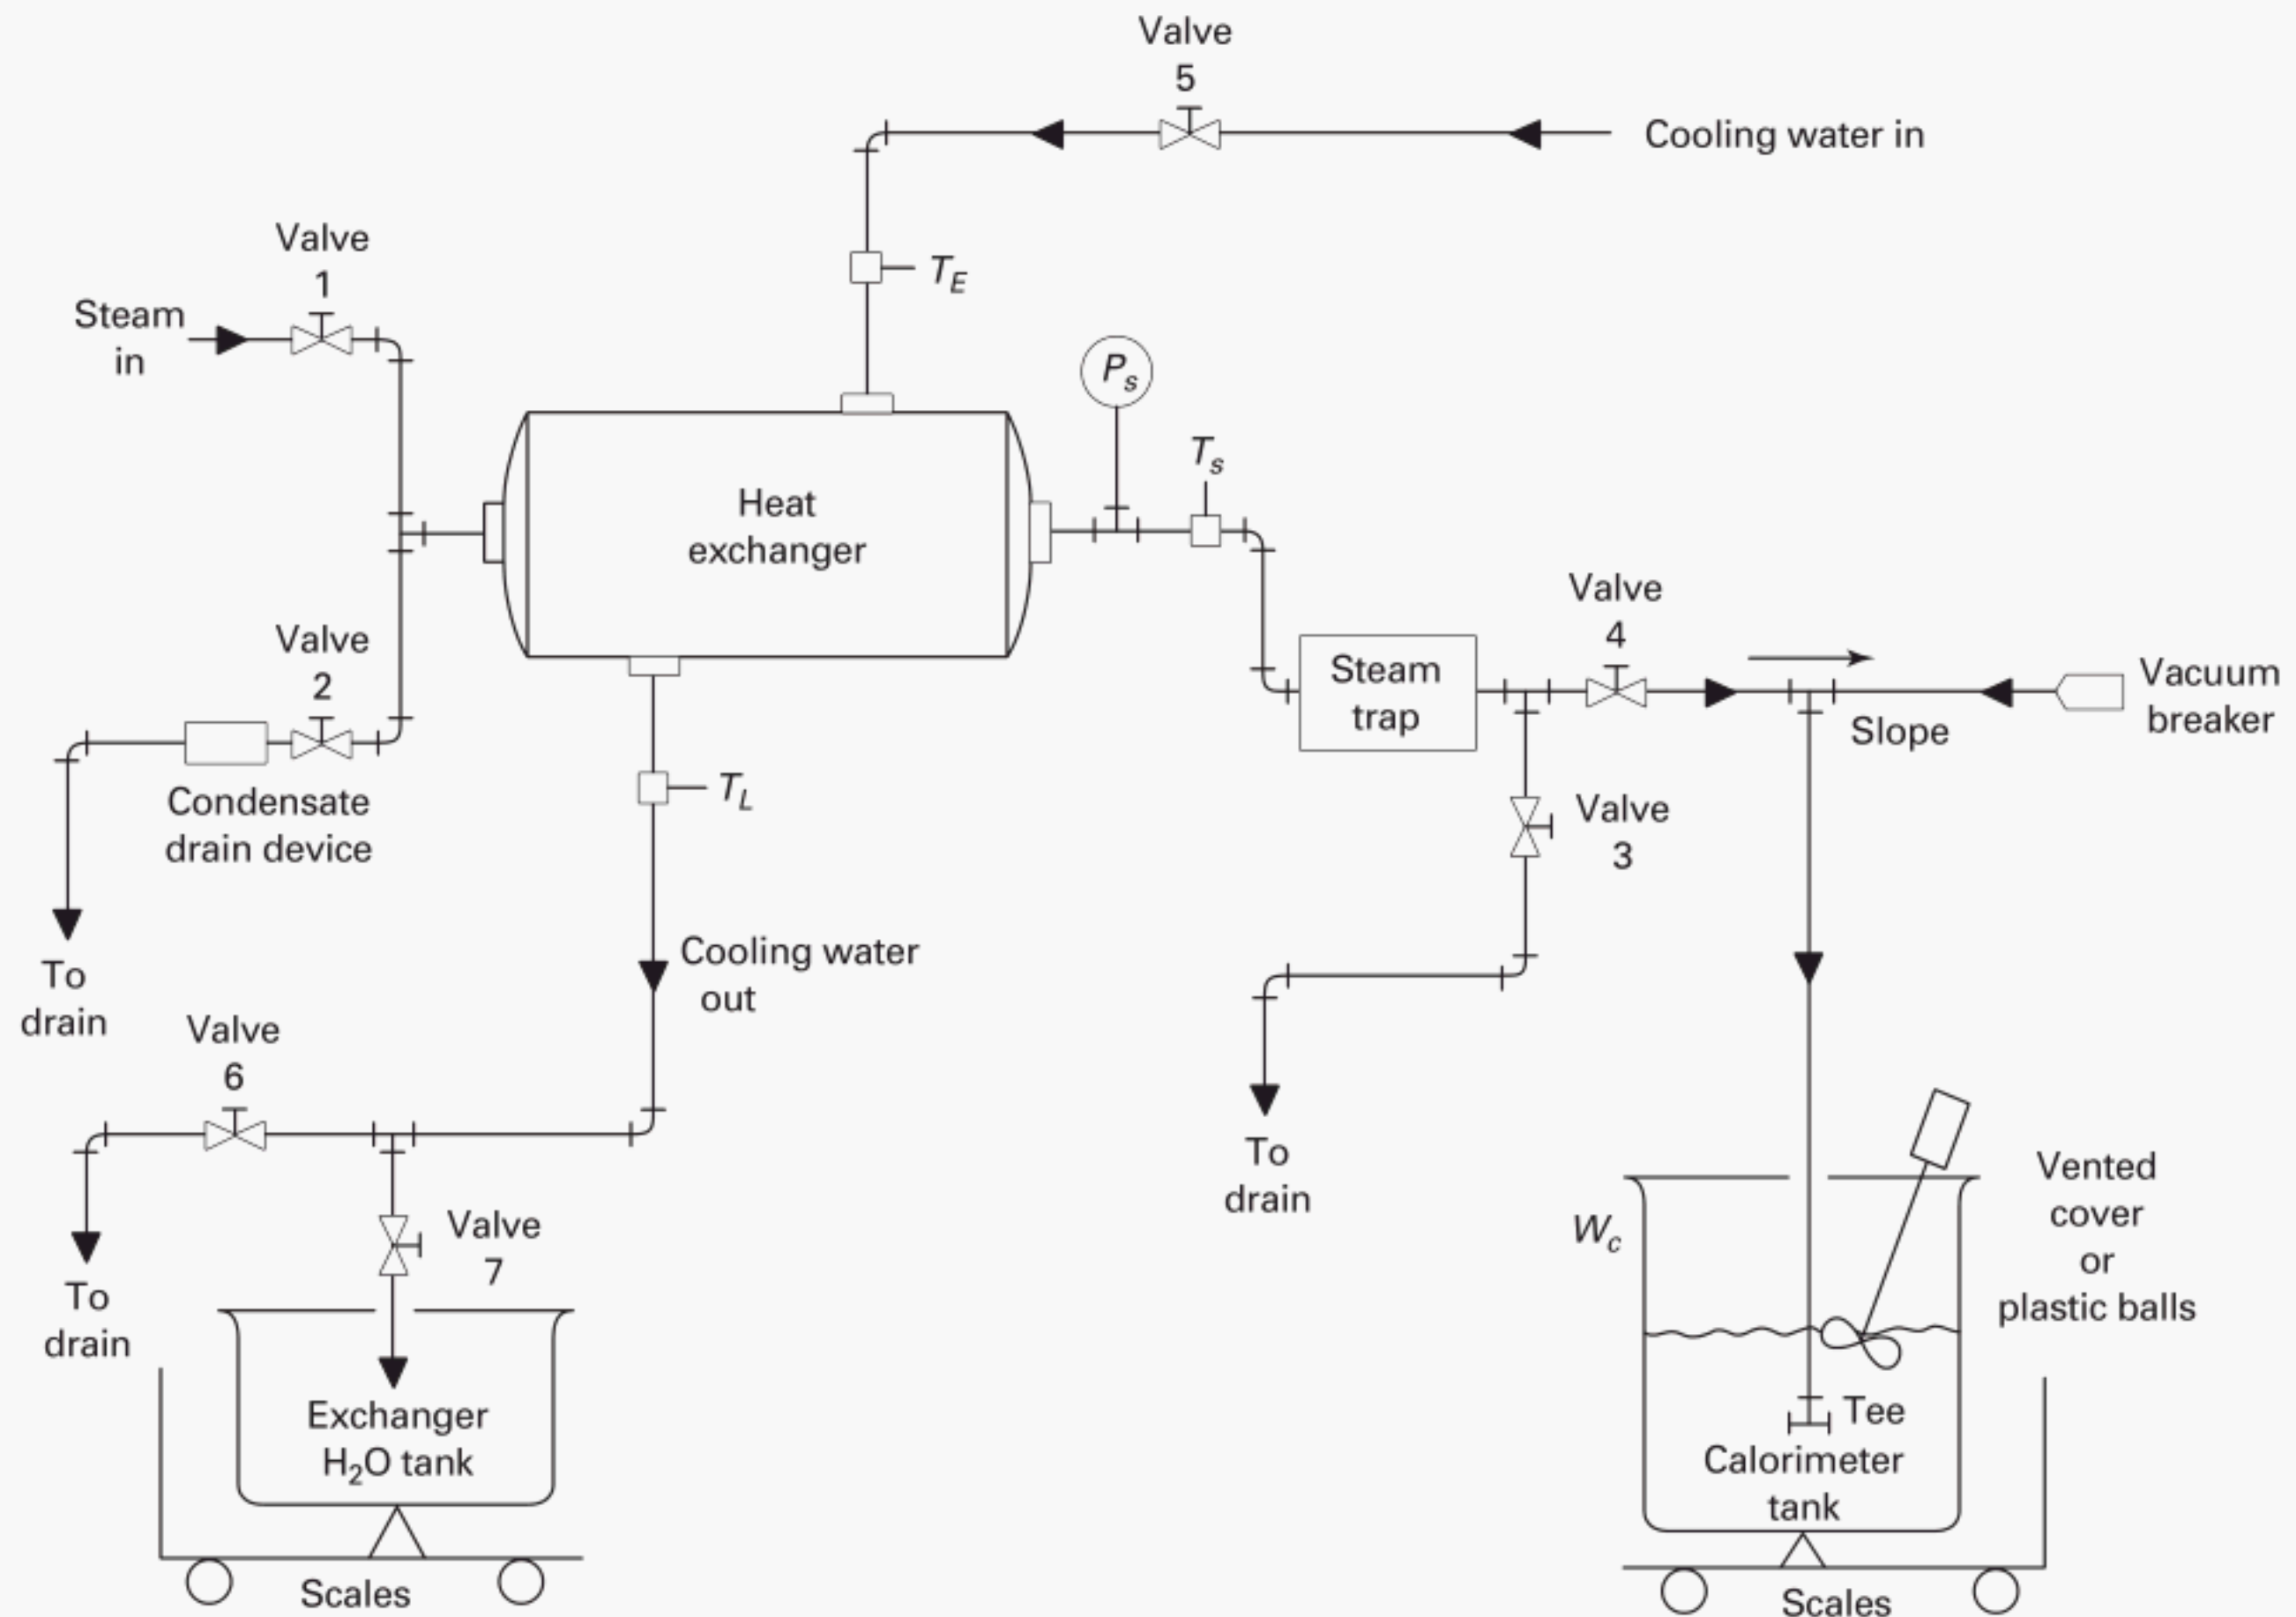 Valve
5
Cooling water in
Valve
1
Steam
in
T_E
P_s
T_s
Heat
exchanger
Valve
2
Condensate
drain device
To
drain
T_L
Cooling water
out
Steam
trap
Valve
4
Slope
Vacuum
breaker
Valve
3
To
drain
Valve
6
To
drain
Valve
7
Exchanger
H₂O tank
Scales
W_c
Vented
cover
or
plastic balls
Tee
Calorimeter
tank
Scales